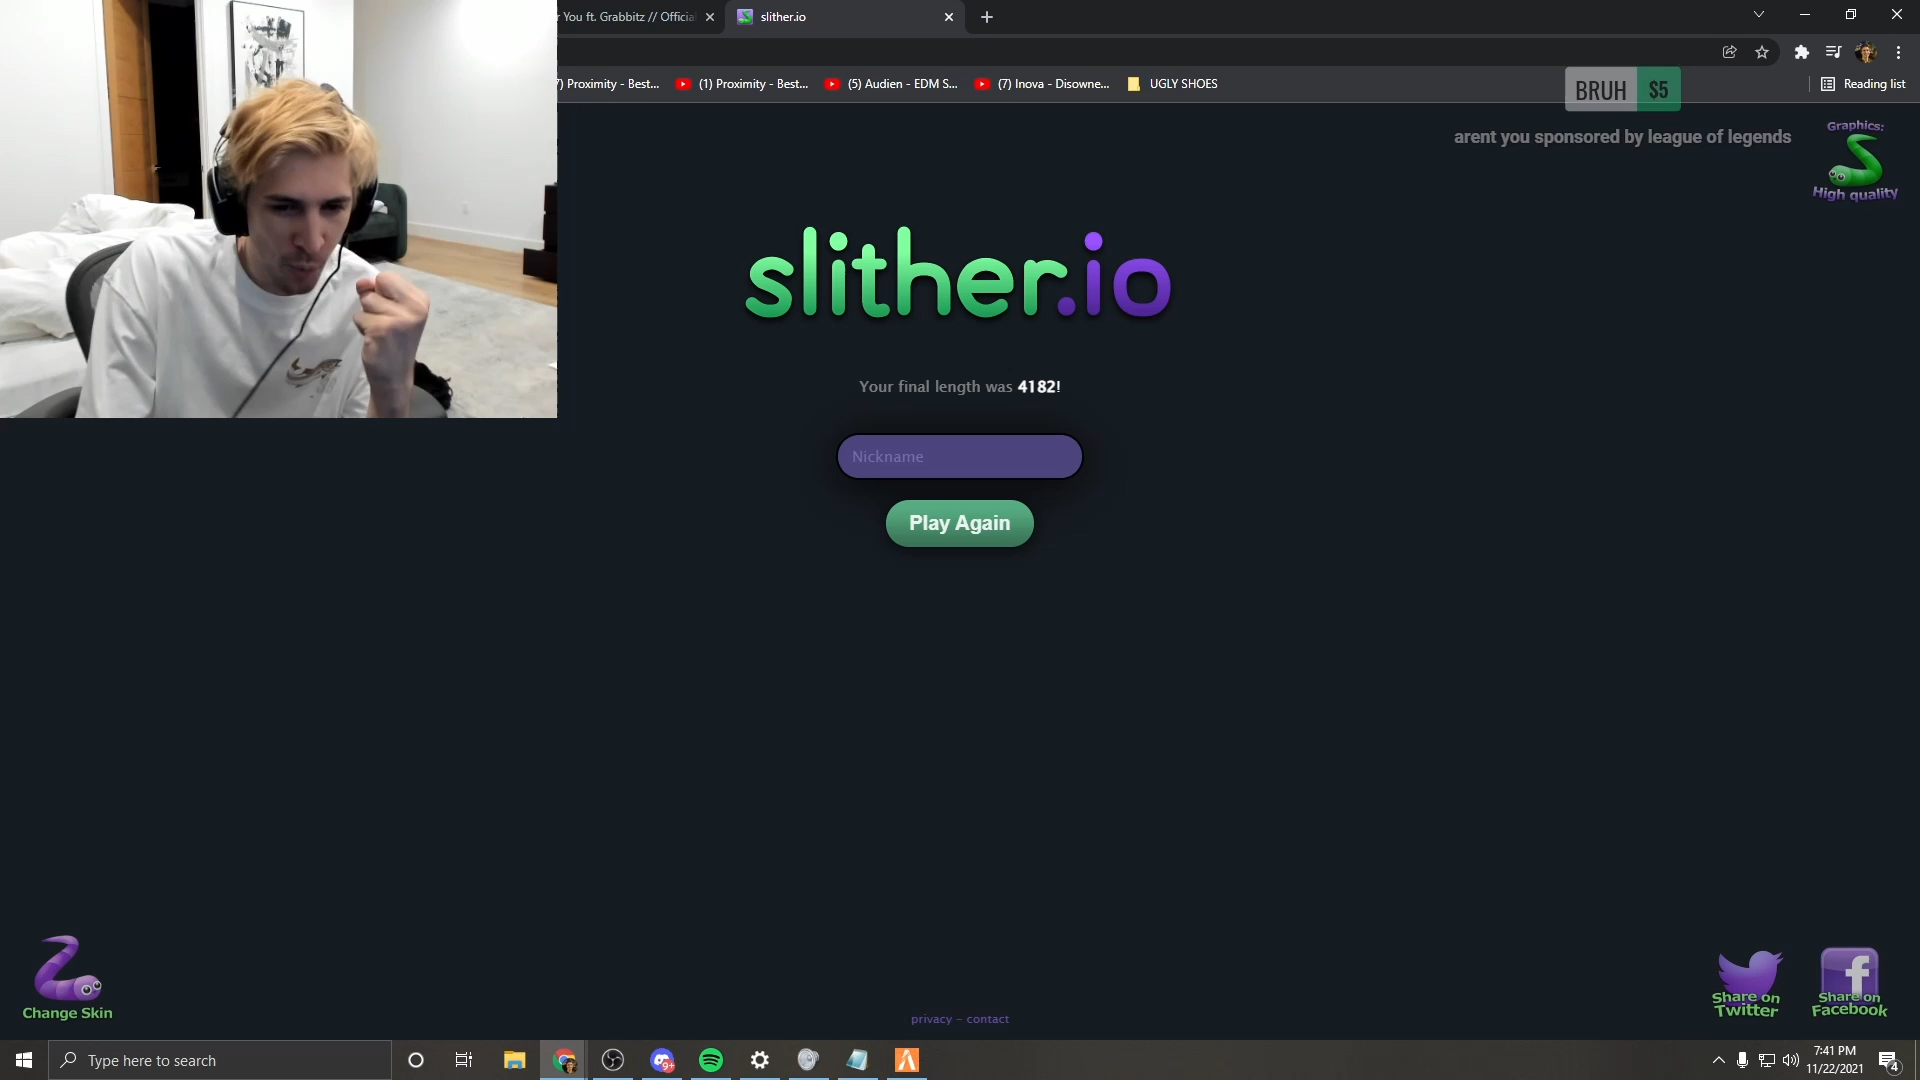 r You ft. Grabbitz // Officia
slither.io
7) Proximity - Best...
(1) Proximity - Best...
(5) Audien - EDM S...
(7) Inova - Disowne...
UGLY SHOES
Reading list
BRUH $5
arent you sponsored by league of legends
Graphics:
High quality
slither.io
Your final length was 4182!
Nickname
Play Again
Change Skin
Share on
Twitter
Share on
Facebook
privacy - contact
Type here to search
9+
7:41 PM
11/22/2021
4